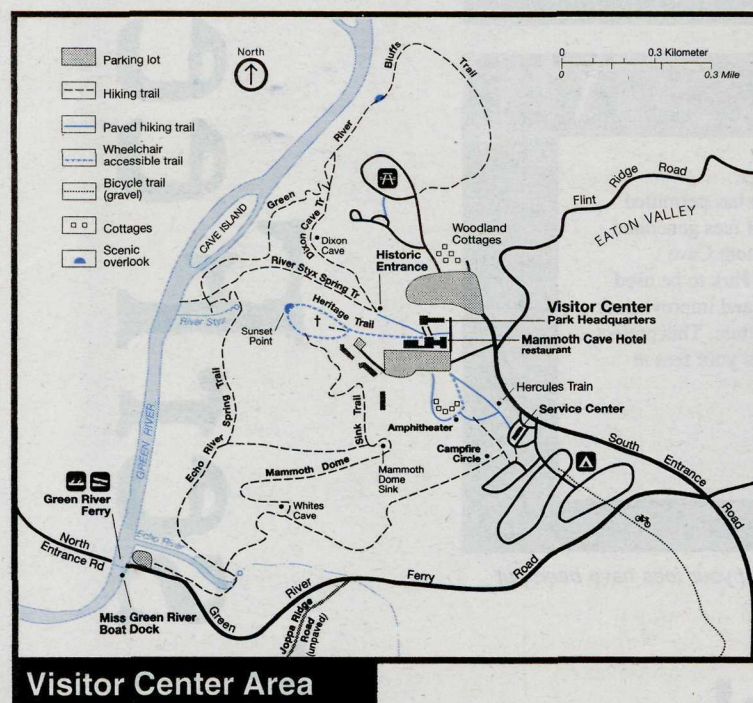 Parking lot
Hiking trail
Paved hiking trail
Wheelchair
accessible trail
Bicycle trail
(gravel)
Cottages
Scenic
overlook
North
0 0.3 Kilometer
0 0.3 Mile
Bluffs
Trail
River
Green
Dixon Cave Tr
Dixon
Cave
CAVE ISLAND
River Styx Spring Tr
Historic
Entrance
Woodland
Cottages
Flint Ridge Road
EATON VALLEY
Visitor Center
Park Headquarters
Mammoth Cave Hotel
restaurant
Heritage Trail
Sunset
Point
River Styx
GREEN RIVER
Echo River Spring Trail
Sink Trail
Mammoth Dome
Mammoth
Dome
Sink
Whites
Cave
Hercules Train
Service Center
Amphitheater
Campfire
Circle
South Entrance Road
Green River
Ferry
North
Entrance Rd
Echo River
Miss Green River
Boat Dock
Green River Ferry Road
Joppa Ridge
Road
(unpaved)
Visitor Center Area